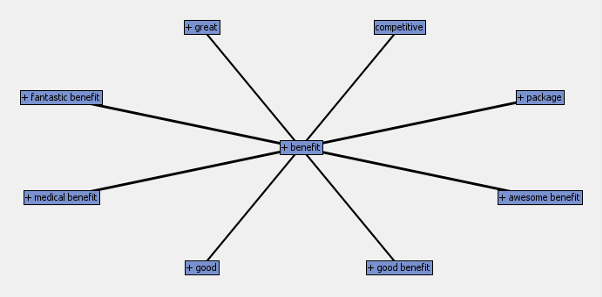 + great
competitive
+ fantastic benefit
+ package
+ benefit
+ medical benefit
+ awesome benefit
+ good
+ good benefit